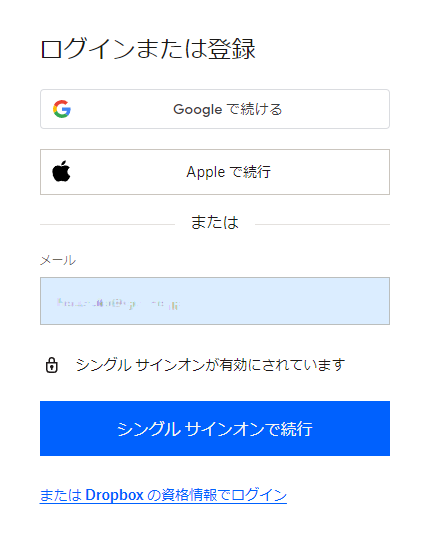 ログインまたは登録
Google で続ける
Apple で続行
または
メール
シングル サインオンが有効にされています
シングル サインオンで続行
または Dropbox の資格情報でログイン